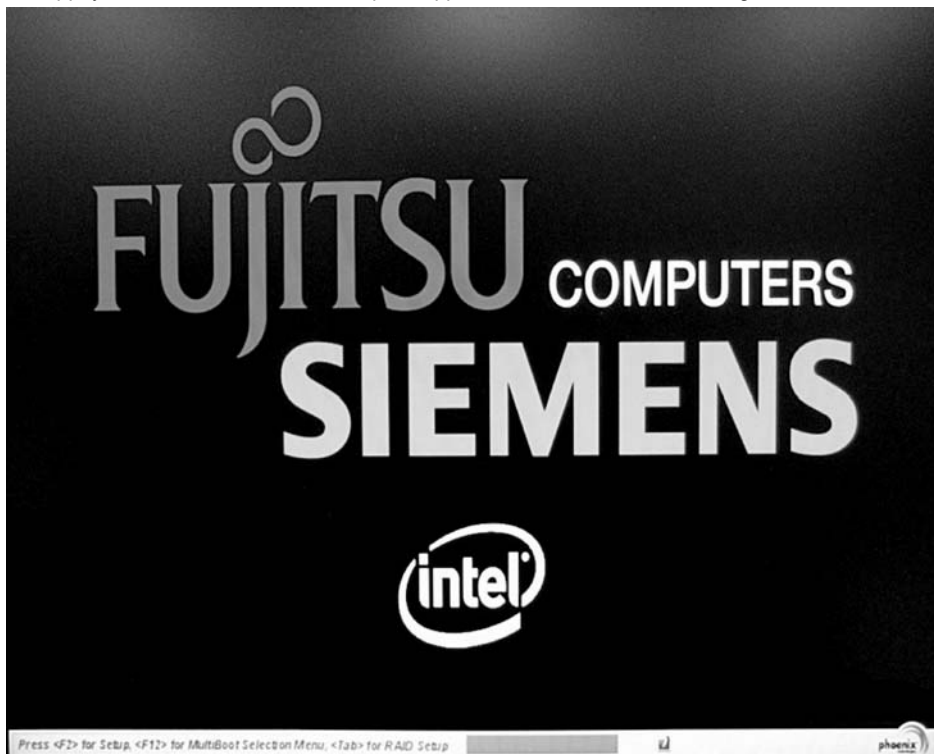 FUJITSU COMPUTERS
SIEMENS
intel
Press <F2> for Setup, <F12> for MultiBoot Selection Menu, <Tab> for RAID Setup
phoenix